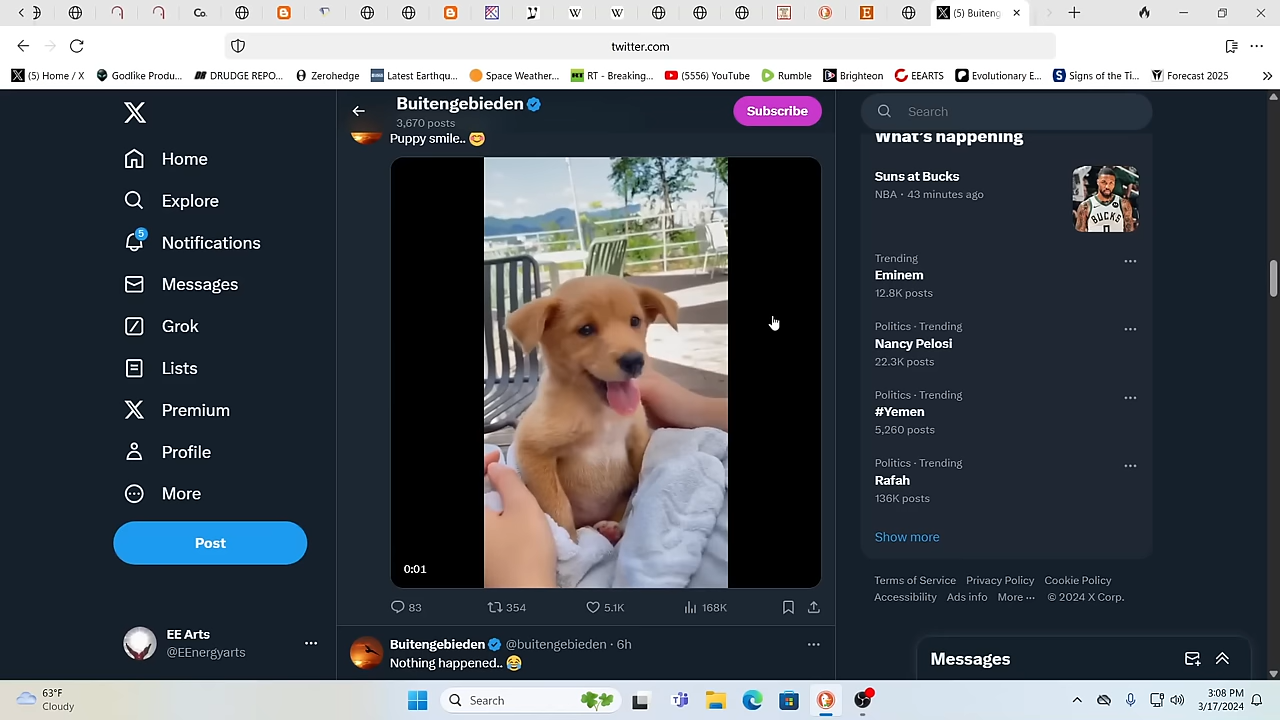 (5) Buiteng
twitter.com
(5) Home / X
Godlike Produ...
DRUDGE REPO...
Zerohedge
Latest Earthqu...
Space Weather...
RT - Breaking...
(5556) YouTube
Rumble
Brighteon
EEARTS
Evolutionary E...
Signs of the Ti...
Forecast 2025
Home
Explore
5
Notifications
Messages
Grok
Lists
Premium
Profile
More
Post
EE Arts
@EEnergyarts
Buitengebieden
3,670 posts
Subscribe
Puppy smile..
0:01
83
354
5.1K
168K
Buitengebieden @buitengebieden · 6h
Nothing happened..
Search
What's happening
Suns at Bucks
NBA · 43 minutes ago
BUCKS
Trending
Eminem
12.8K posts
Politics · Trending
Nancy Pelosi
22.3K posts
Politics · Trending
#Yemen
5,260 posts
Politics · Trending
Rafah
136K posts
Show more
Terms of Service Privacy Policy Cookie Policy
Accessibility Ads info More ··· © 2024 X Corp.
Messages
63°F
Cloudy
Search
3:08 PM
3/17/2024